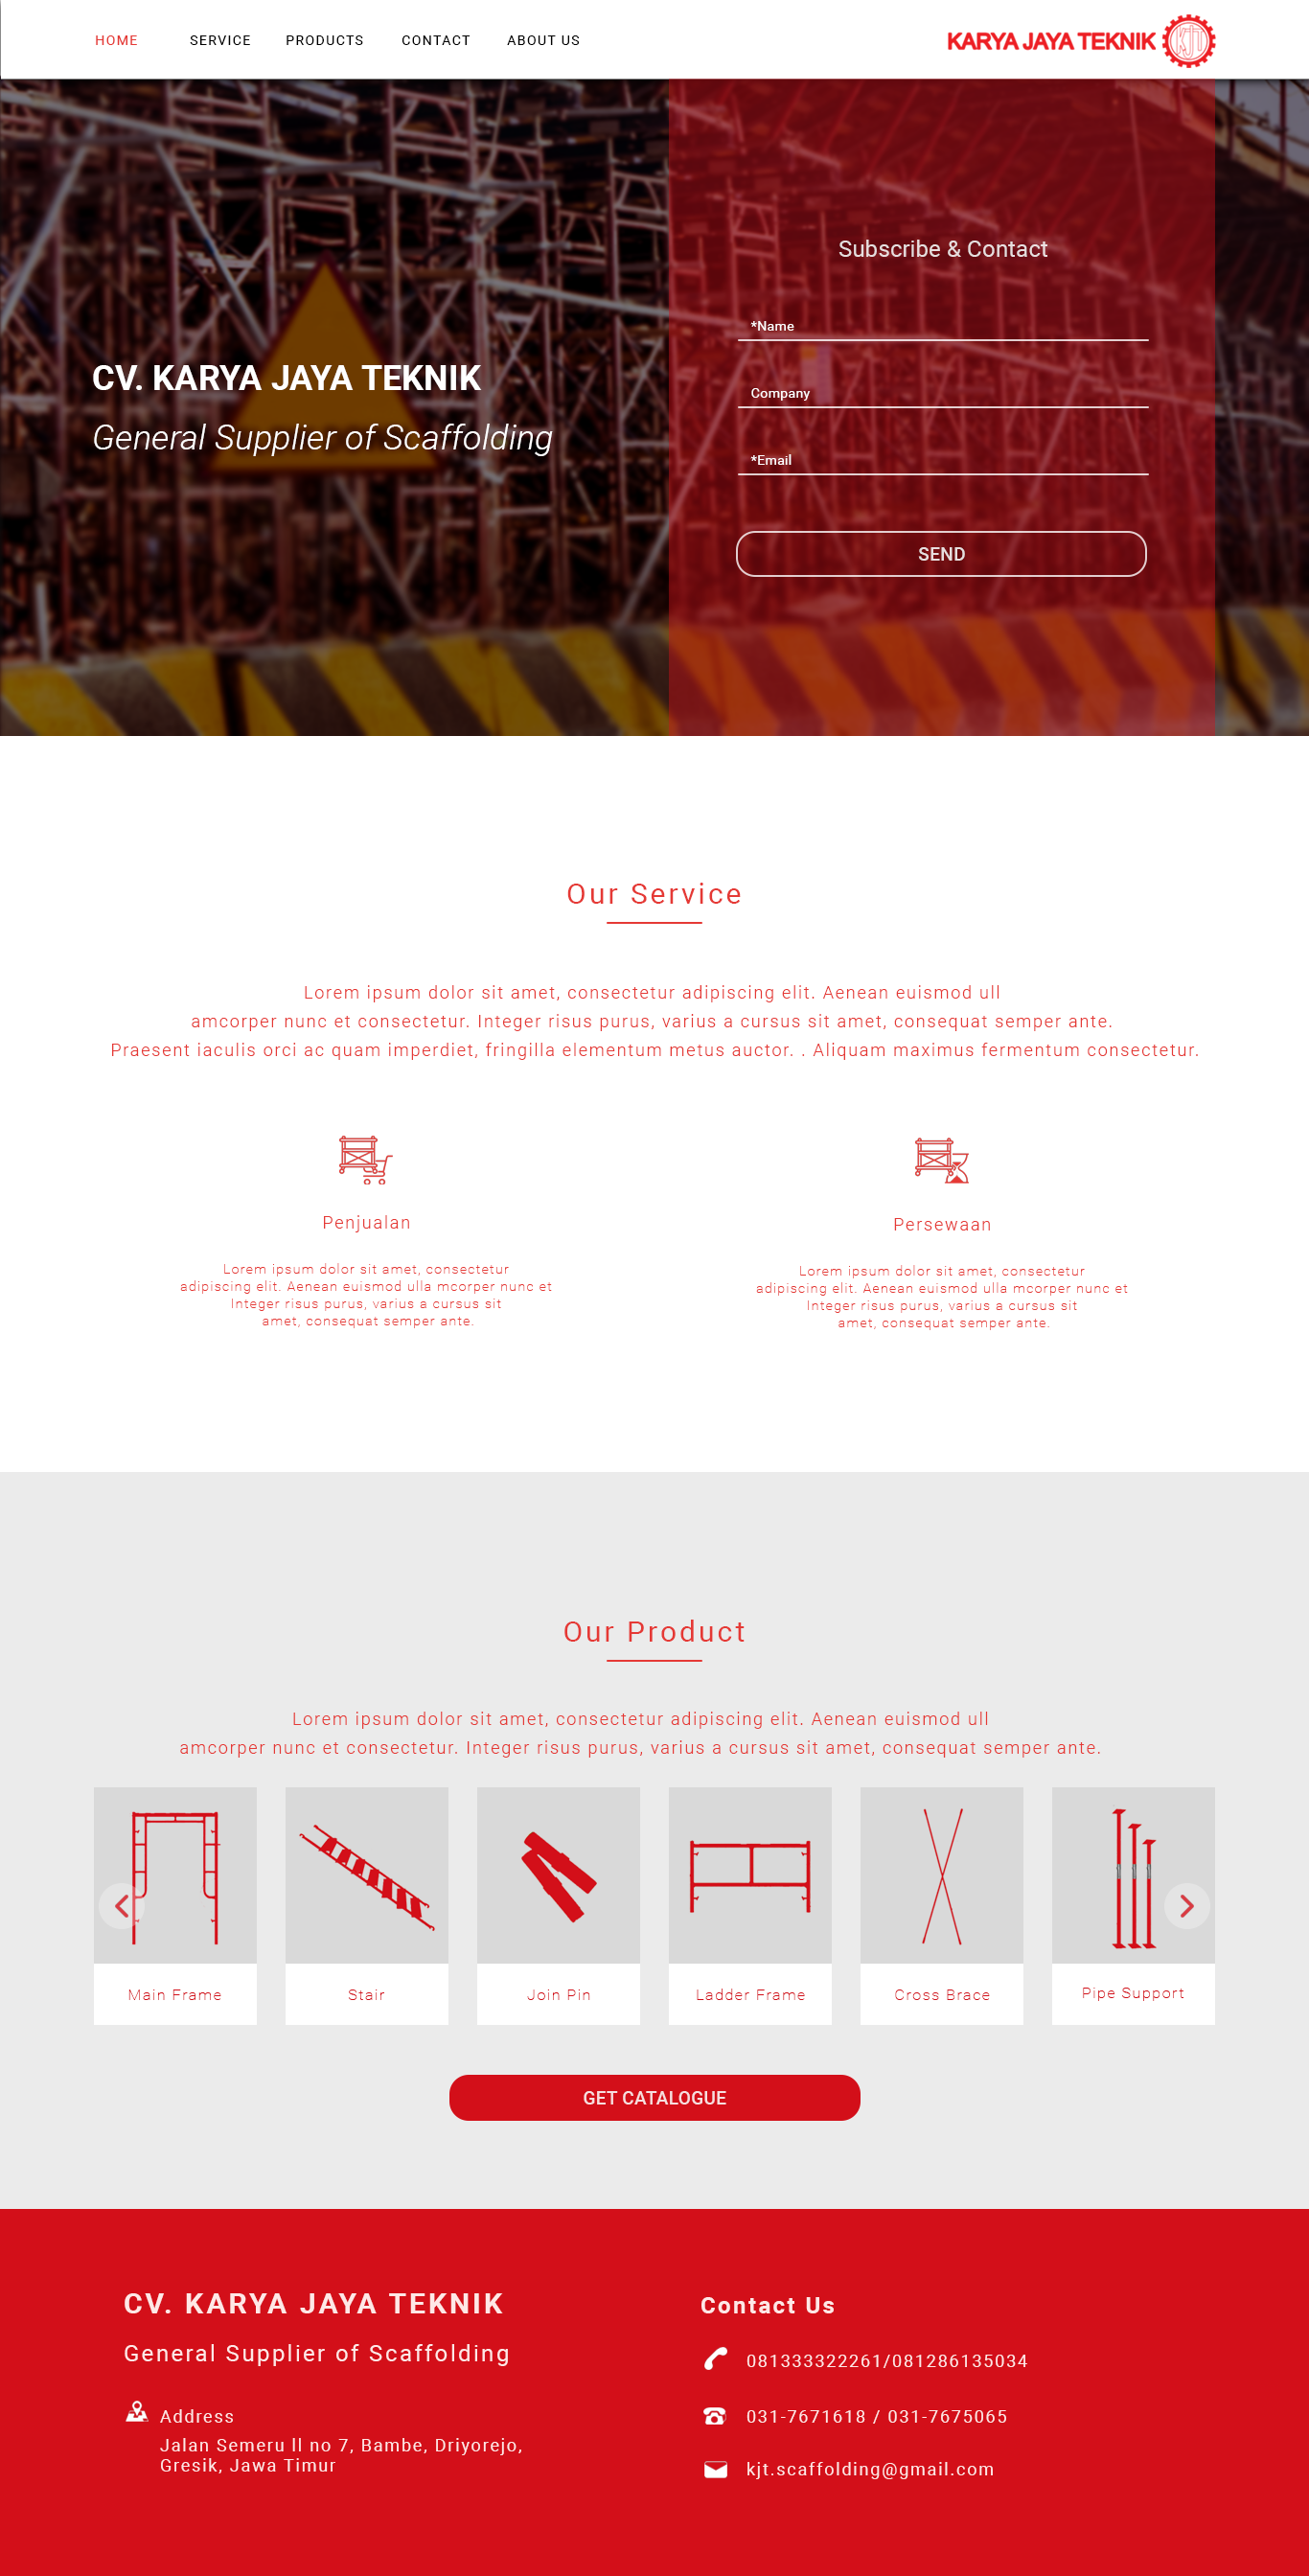 HOME SERVICE PRODUCTS CONTACT ABOUT US
KARYA JAYA TEKNIK KJT
CV. KARYA JAYA TEKNIK
General Supplier of Scaffolding
Subscribe & Contact
*Name
Company
*Email
SEND
Our Service
Lorem ipsum dolor sit amet, consectetur adipiscing elit. Aenean euismod ull
amcorper nunc et consectetur. Integer risus purus, varius a cursus sit amet, consequat semper ante.
Praesent iaculis orci ac quam imperdiet, fringilla elementum metus auctor. . Aliquam maximus fermentum consectetur.
Penjualan
Lorem ipsum dolor sit amet, consectetur
adipiscing elit. Aenean euismod ulla mcorper nunc et
Integer risus purus, varius a cursus sit
amet, consequat semper ante.
Persewaan
Lorem ipsum dolor sit amet, consectetur
adipiscing elit. Aenean euismod ulla mcorper nunc et
Integer risus purus, varius a cursus sit
amet, consequat semper ante.
Our Product
Lorem ipsum dolor sit amet, consectetur adipiscing elit. Aenean euismod ull
amcorper nunc et consectetur. Integer risus purus, varius a cursus sit amet, consequat semper ante.
Main Frame
Stair
Join Pin
Ladder Frame
Cross Brace
Pipe Support
GET CATALOGUE
CV. KARYA JAYA TEKNIK
General Supplier of Scaffolding
Address
Jalan Semeru ll no 7, Bambe, Driyorejo,
Gresik, Jawa Timur
Contact Us
081333322261/081286135034
031-7671618 / 031-7675065
kjt.scaffolding@gmail.com